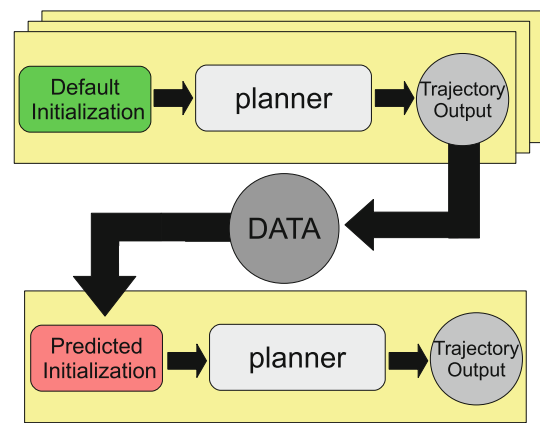 Default
Initialization
planner
Trajectory
Output
DATA
Predicted
Initialization
planner
Trajectory
Output